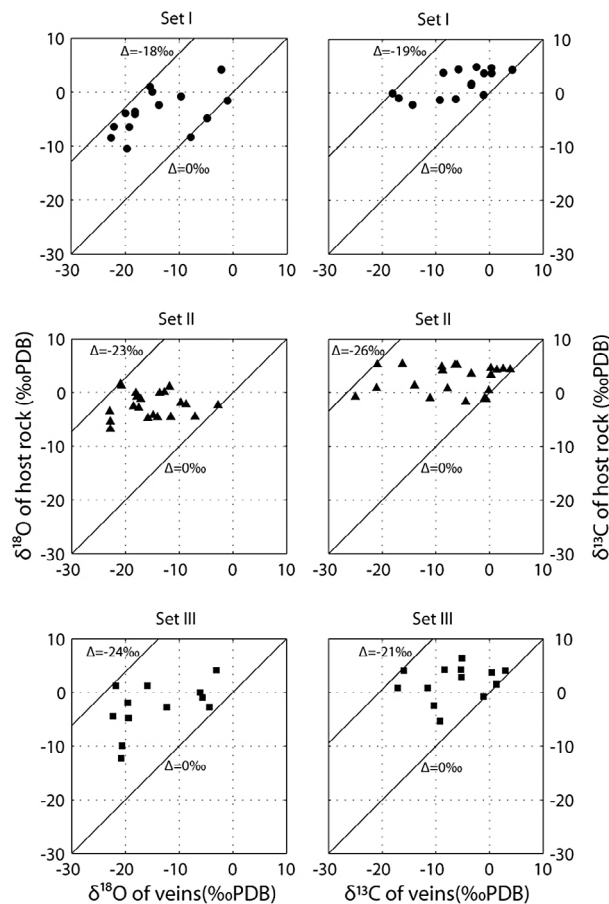 Set I
Set I
10
0
-10
-20
-30
Δ=-18‰
Δ=0‰
-30 -20 -10 0 10
10
0
-10
-20
-30
Δ=-19‰
Δ=0‰
-30 -20 -10 0 10
δ¹⁸O of host rock (‰PDB)
Set II
Set II
10
0
-10
-20
-30
Δ=-23‰
Δ=0‰
-30 -20 -10 0 10
10
0
-10
-20
-30
Δ=-26‰
Δ=0‰
-30 -20 -10 0 10
δ¹³C of host rock (‰PDB)
Set III
Set III
10
0
-10
-20
-30
Δ=-24‰
Δ=0‰
-30 -20 -10 0 10
δ¹⁸O of veins(‰PDB)
10
0
-10
-20
-30
Δ=-21‰
Δ=0‰
-30 -20 -10 0 10
δ¹³C of veins(‰PDB)